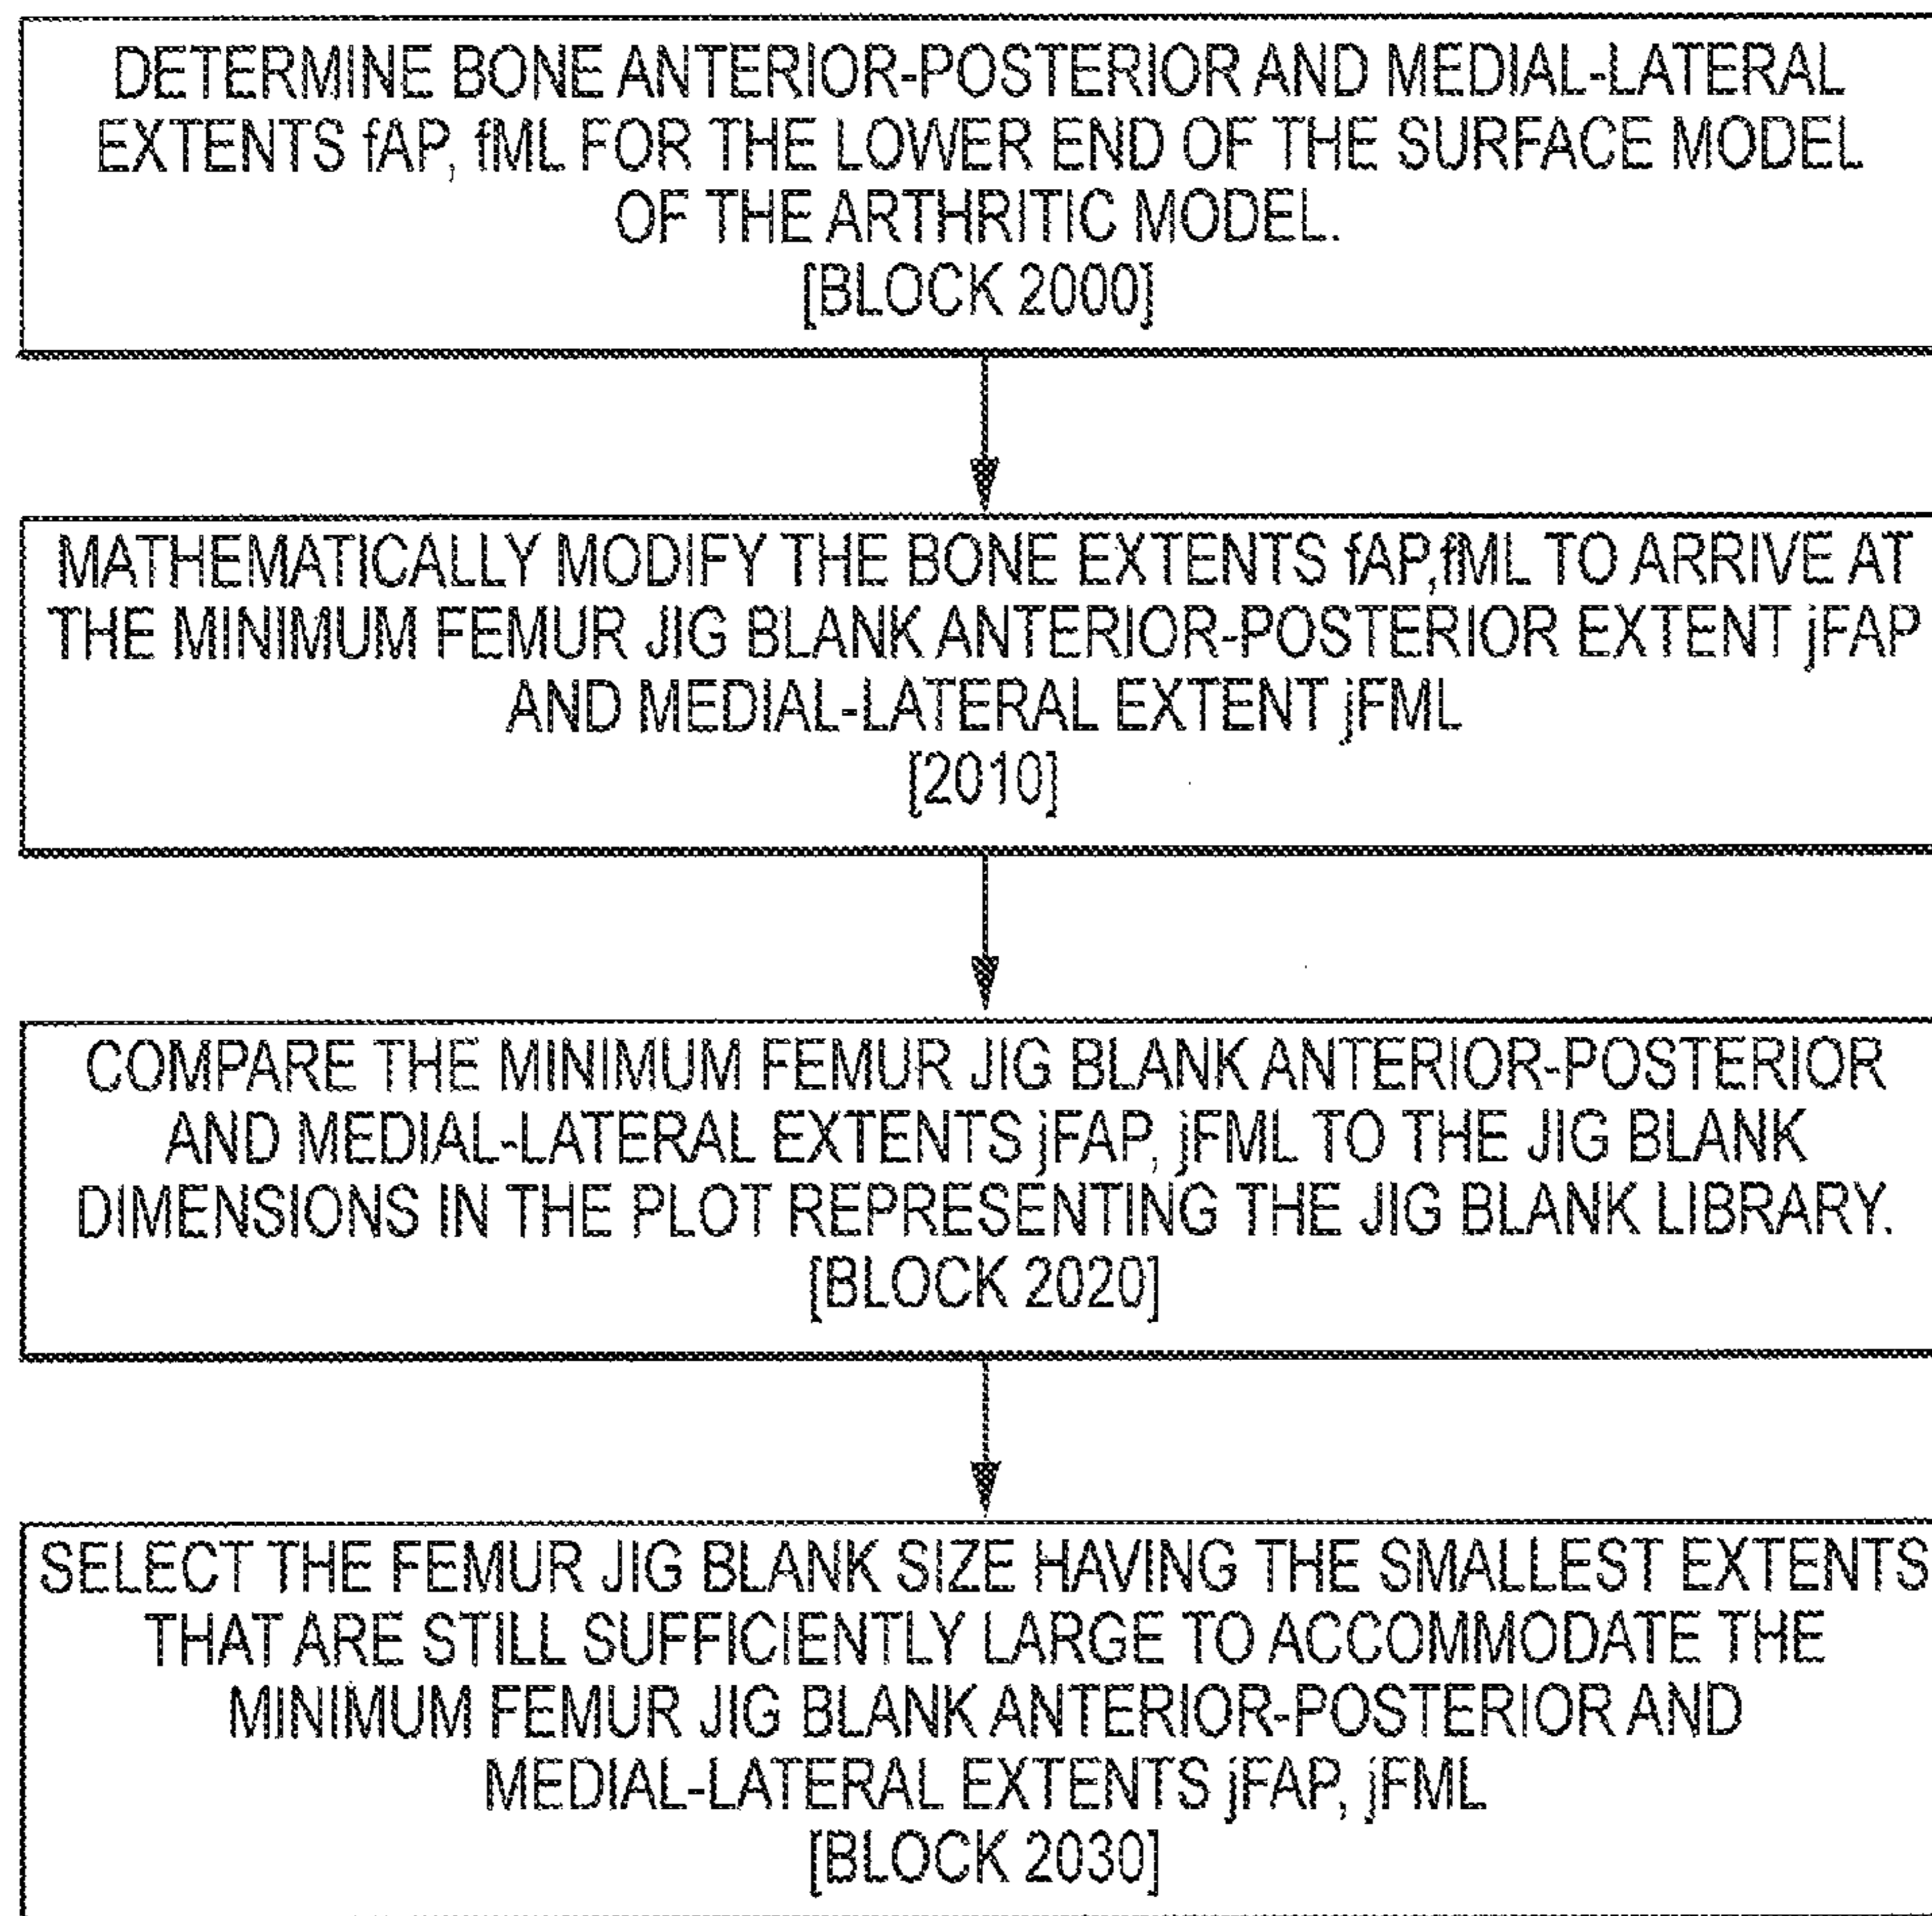 DETERMINE BONE ANTERIOR-POSTERIOR AND MEDIAL-LATERAL
EXTENTS fAP, fML FOR THE LOWER END OF THE SURFACE MODEL
OF THE ARTHRITIC MODEL.
[BLOCK 2000]
MATHEMATICALLY MODIFY THE BONE EXTENTS fAP,fML TO ARRIVE AT
THE MINIMUM FEMUR JIG BLANK ANTERIOR-POSTERIOR EXTENT jFAP
AND MEDIAL-LATERAL EXTENT jFML
[2010]
COMPARE THE MINIMUM FEMUR JIG BLANK ANTERIOR-POSTERIOR
AND MEDIAL-LATERAL EXTENTS jFAP, jFML TO THE JIG BLANK
DIMENSIONS IN THE PLOT REPRESENTING THE JIG BLANK LIBRARY.
[BLOCK 2020]
SELECT THE FEMUR JIG BLANK SIZE HAVING THE SMALLEST EXTENTS
THAT ARE STILL SUFFICIENTLY LARGE TO ACCOMMODATE THE
MINIMUM FEMUR JIG BLANK ANTERIOR-POSTERIOR AND
MEDIAL-LATERAL EXTENTS jFAP, jFML
[BLOCK 2030]